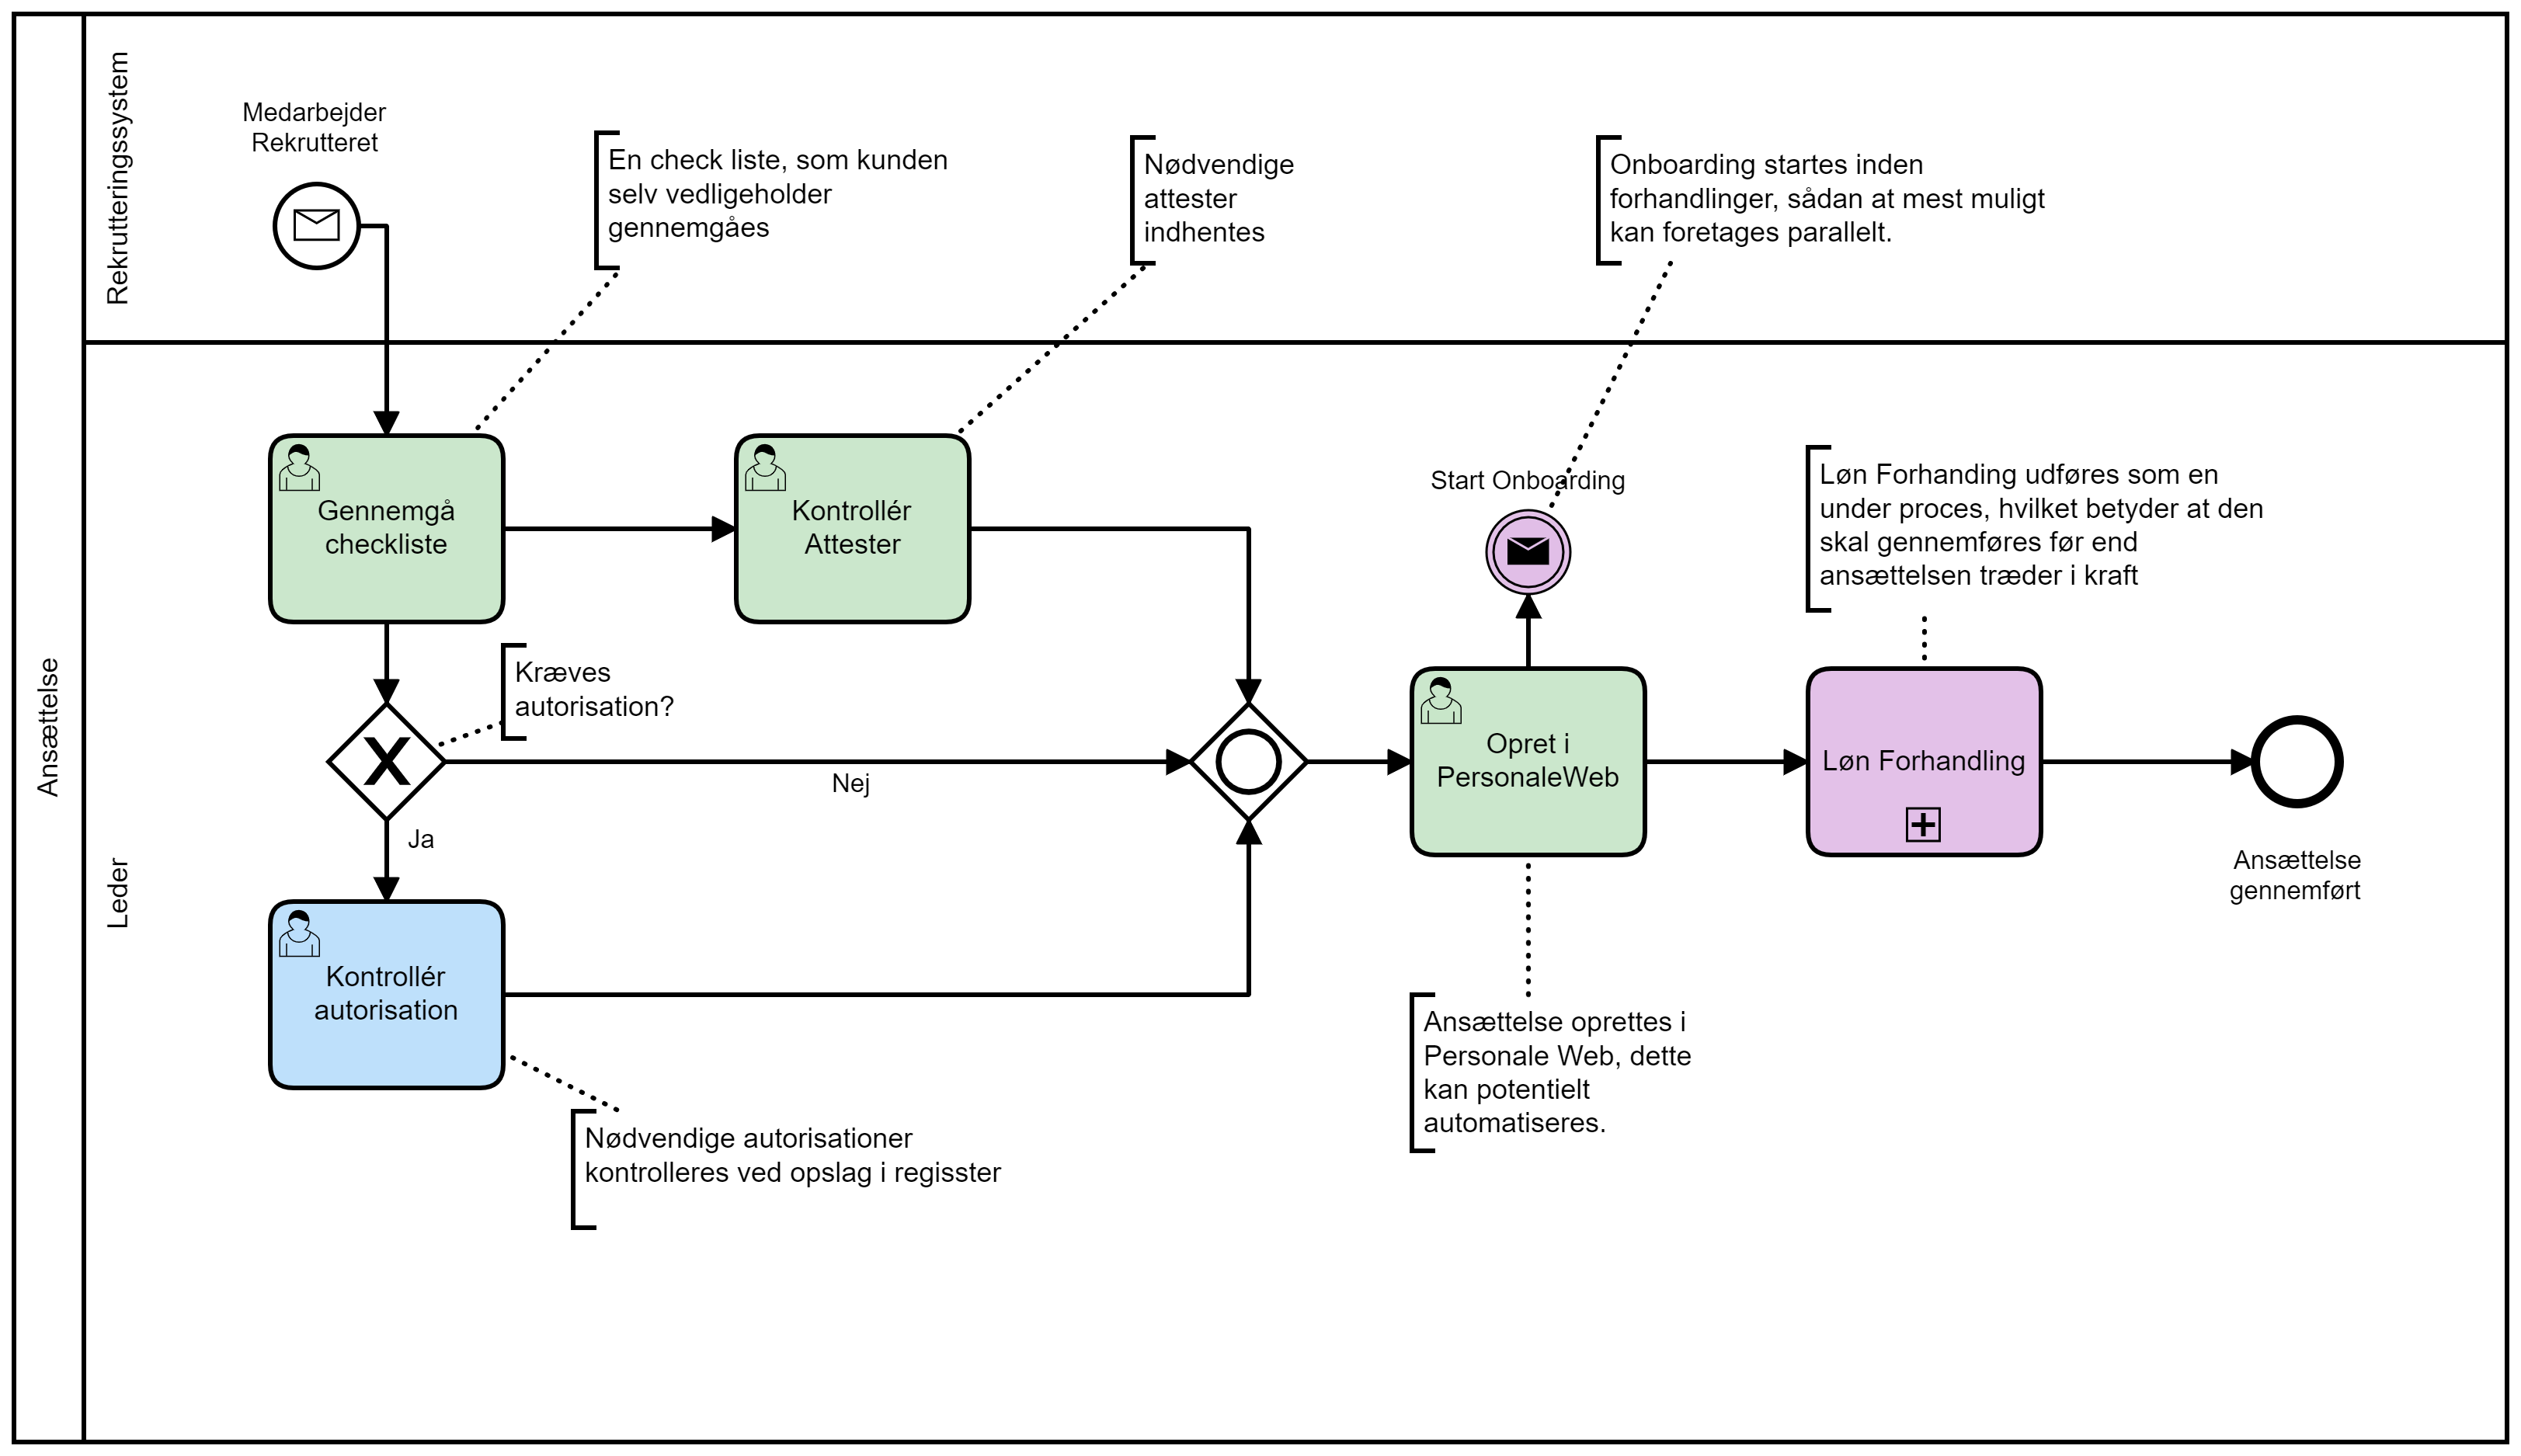 Ansættelse
Rekrutteringssystem
Medarbejder
Rekrutteret
En check liste, som kunden
selv vedligeholder
gennemgåes
Nødvendige
attester
indhentes
Onboarding startes inden
forhandlinger, sådan at mest muligt
kan foretages parallelt.
Leder
Gennemgå
checkliste
Kontrollér
Attester
Start Onboarding
Løn Forhanding udføres som en
under proces, hvilket betyder at den
skal gennemføres før end
ansættelsen træder i kraft
Kræves
autorisation?
X
Nej
Ja
Opret i
PersonaleWeb
Løn Forhandling
Ansættelse
gennemført
Kontrollér
autorisation
Ansættelse oprettes i
Personale Web, dette
kan potentielt
automatiseres.
Nødvendige autorisationer
kontrolleres ved opslag i regisster